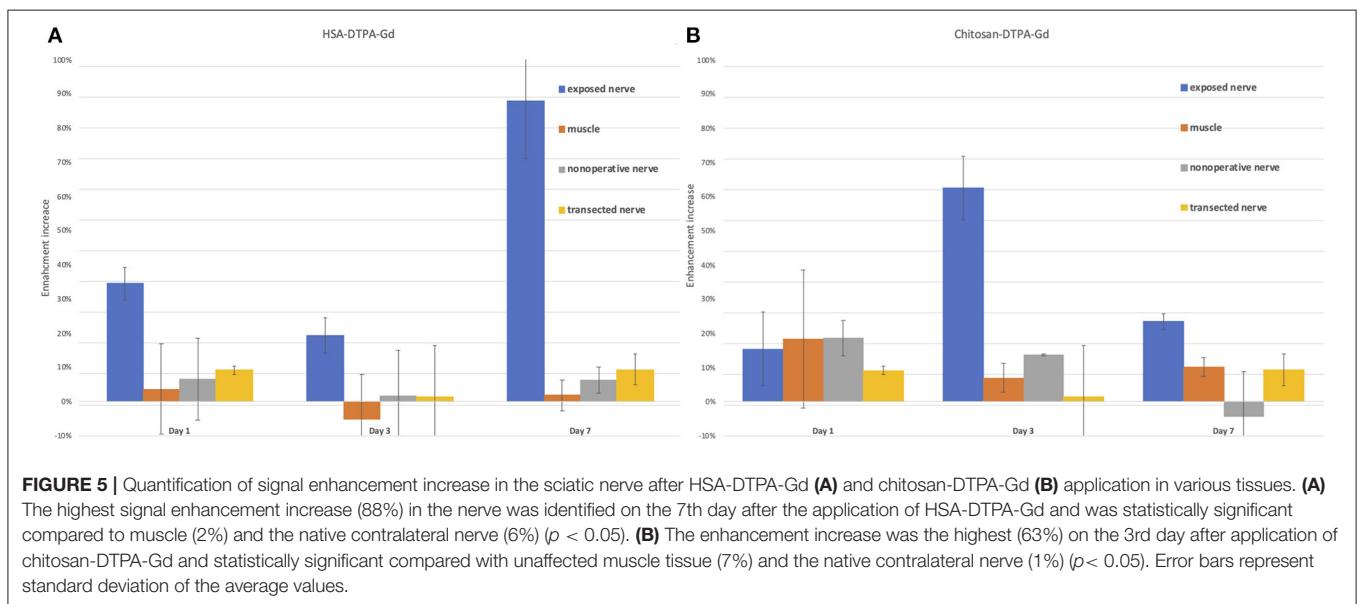 A
HSA-DTPA-Gd
100%
90%
80%
70%
60%
50%
40%
30%
20%
10%
0%
-10%
Ennahcment increace
exposed nerve
muscle
nonoperative nerve
transected nerve
Day 1
Day 3
Day 7
B
Chitosan-DTPA-Gd
100%
90%
80%
70%
60%
50%
40%
30%
20%
10%
0%
-10%
Enhancement increase
exposed nerve
muscle
nonoperative nerve
transected nerve
Day 1
Day 3
Day 7
FIGURE 5 | Quantification of signal enhancement increase in the sciatic nerve after HSA-DTPA-Gd (A) and chitosan-DTPA-Gd (B) application in various tissues. (A)
The highest signal enhancement increase (88%) in the nerve was identified on the 7th day after the application of HSA-DTPA-Gd and was statistically significant
compared to muscle (2%) and the native contralateral nerve (6%) (p < 0.05). (B) The enhancement increase was the highest (63%) on the 3rd day after application of
chitosan-DTPA-Gd and statistically significant compared with unaffected muscle tissue (7%) and the native contralateral nerve (1%) (p< 0.05). Error bars represent
standard deviation of the average values.